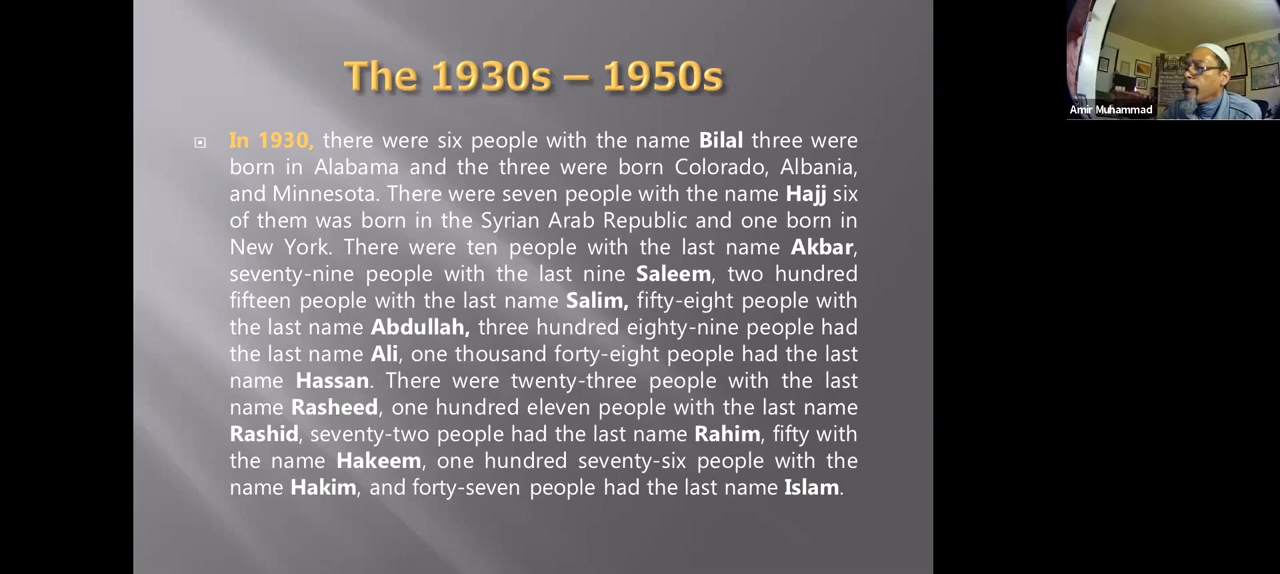 The 1930s – 1950s
In 1930, there were six people with the name Bilal three were
born in Alabama and the three were born Colorado, Albania,
and Minnesota. There were seven people with the name Hajj six
of them was born in the Syrian Arab Republic and one born in
New York. There were ten people with the last name Akbar,
seventy-nine people with the last nine Saleem, two hundred
fifteen people with the last name Salim, fifty-eight people with
the last name Abdullah, three hundred eighty-nine people had
the last name Ali, one thousand forty-eight people had the last
name Hassan. There were twenty-three people with the last
name Rasheed, one hundred eleven people with the last name
Rashid, seventy-two people had the last name Rahim, fifty with
the name Hakeem, one hundred seventy-six people with the
name Hakim, and forty-seven people had the last name Islam.
Amir Muhammad